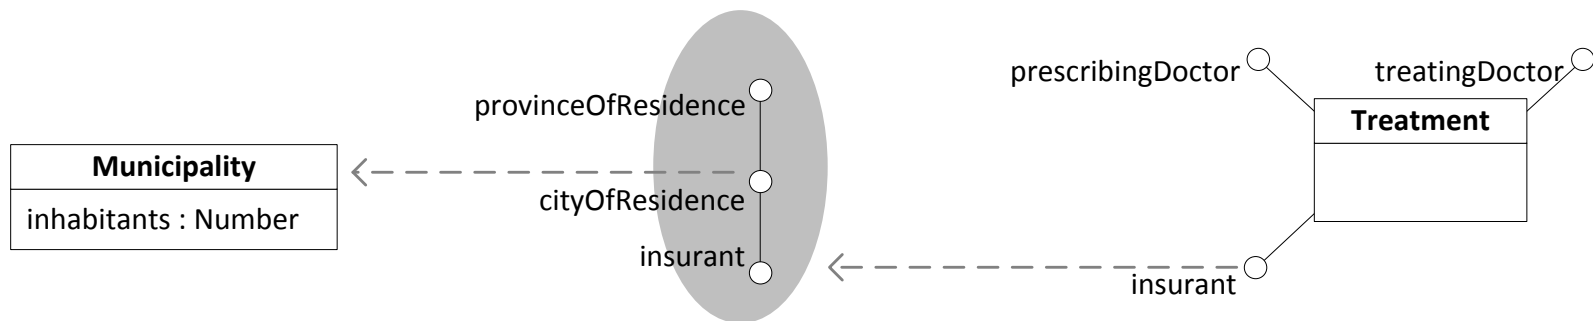 prescribingDoctor
treatingDoctor
provinceOfResidence
Treatment
Municipality
cityOfResidence
inhabitants : Number
insurant
insurant